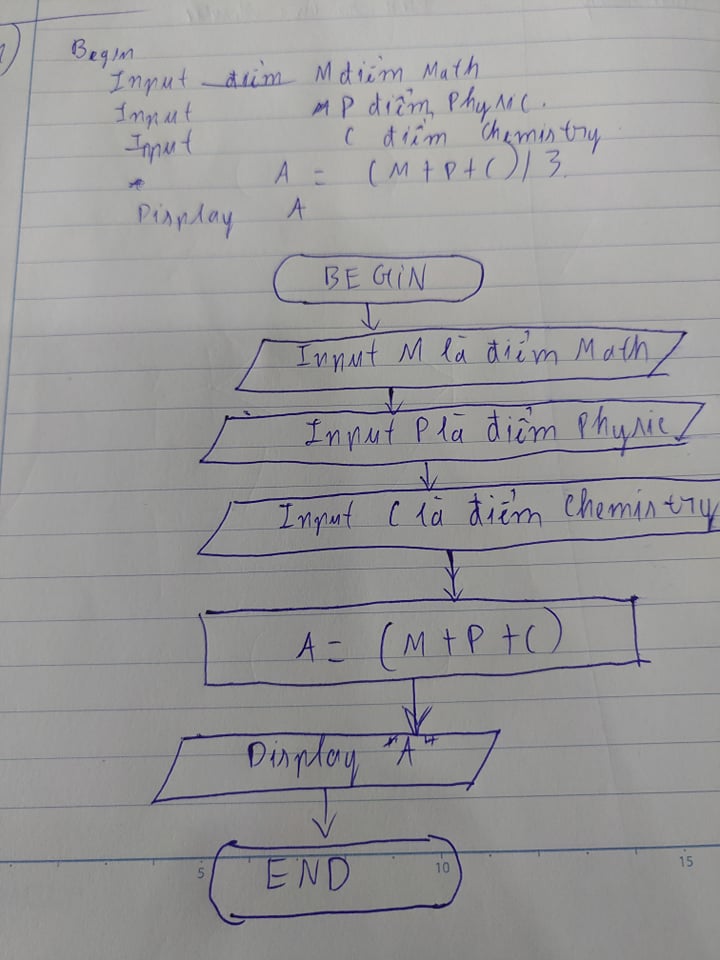 Begin
Input điểm M điểm Math
Input P điểm Physic.
Input C điểm Chemistry
A = (M + P + C) / 3.
Display A
BEGIN
Input M là điểm Math
Input P là điểm Physic
Input C là điểm Chemistry
A = (M + P + C)
Display "A"
END
5 10 15